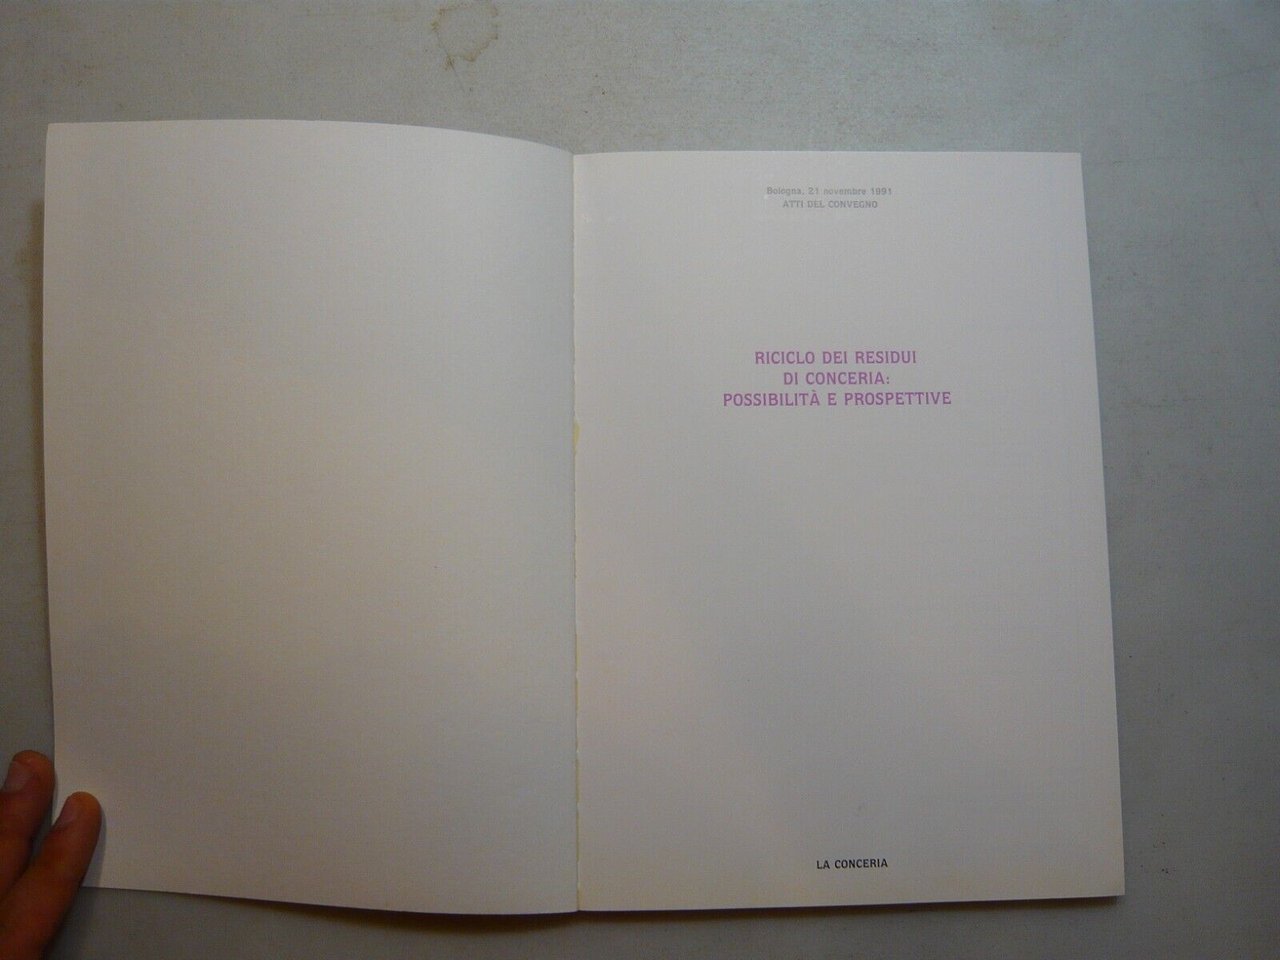 Bologna, 21 novembre 1991
ATTI DEL CONVEGNO
RICICLO DEI RESIDUI
DI CONCERIA:
POSSIBILITÀ E PROSPETTIVE
LA CONCERIA